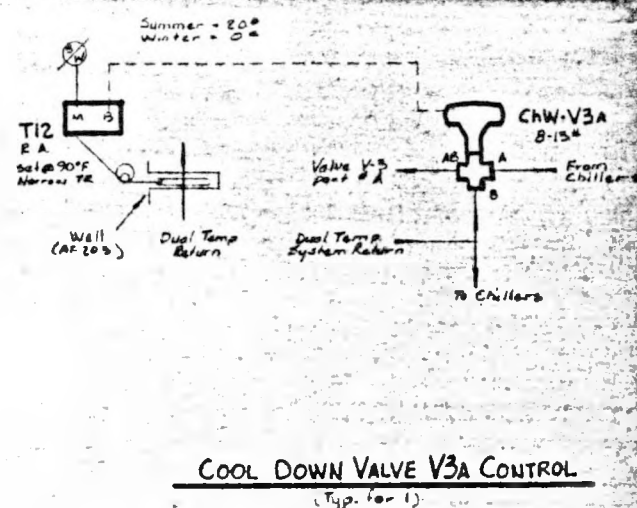 Summer = 20#
Winter = 0#
S
W
M B
T12
R.A.
Set @ 90°F
Narrow TR
Well
(AF 203)
Dual Temp
Return
ChW-V3A
8-13#
AB
A
B
Valve V-3
port "A"
From
Chillers
Dual Temp
System Return
To Chillers
COOL DOWN VALVE V3A CONTROL
(Typ. for 1)